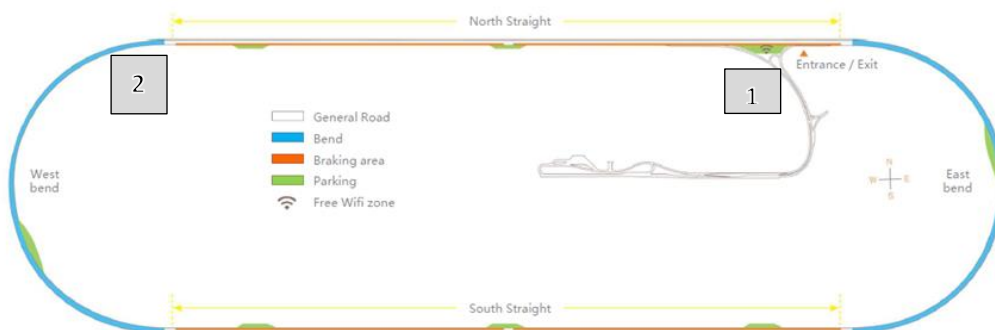 North Straight
2
1
Entrance / Exit
General Road
Bend
Braking area
Parking
Free Wifi zone
West
bend
N
W E
S
East
bend
South Straight